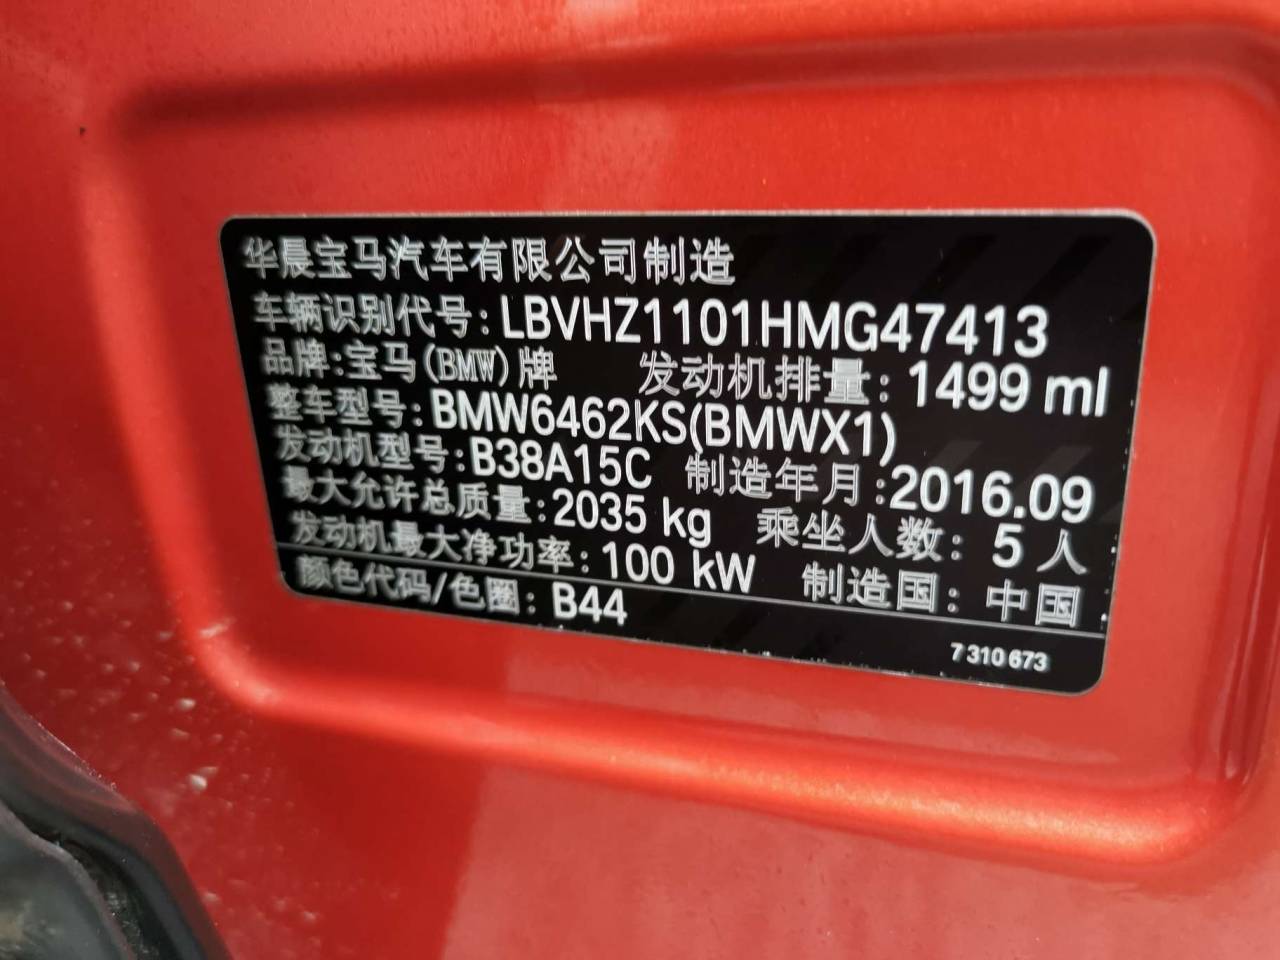 华晨宝马汽车有限公司制造
车辆识别代号:LBVHZ1101HMG47413
品牌:宝马(BMW)牌 发动机排量:1499 ml
整车型号:BMW6462KS(BMWX1)
发动机型号:B38A15C 制造年月:2016.09
最大允许总质量:2035 kg 乘坐人数:5人
发动机最大净功率:100 kW 制造国:中国
颜色代码/色圈:B44
7 310 673